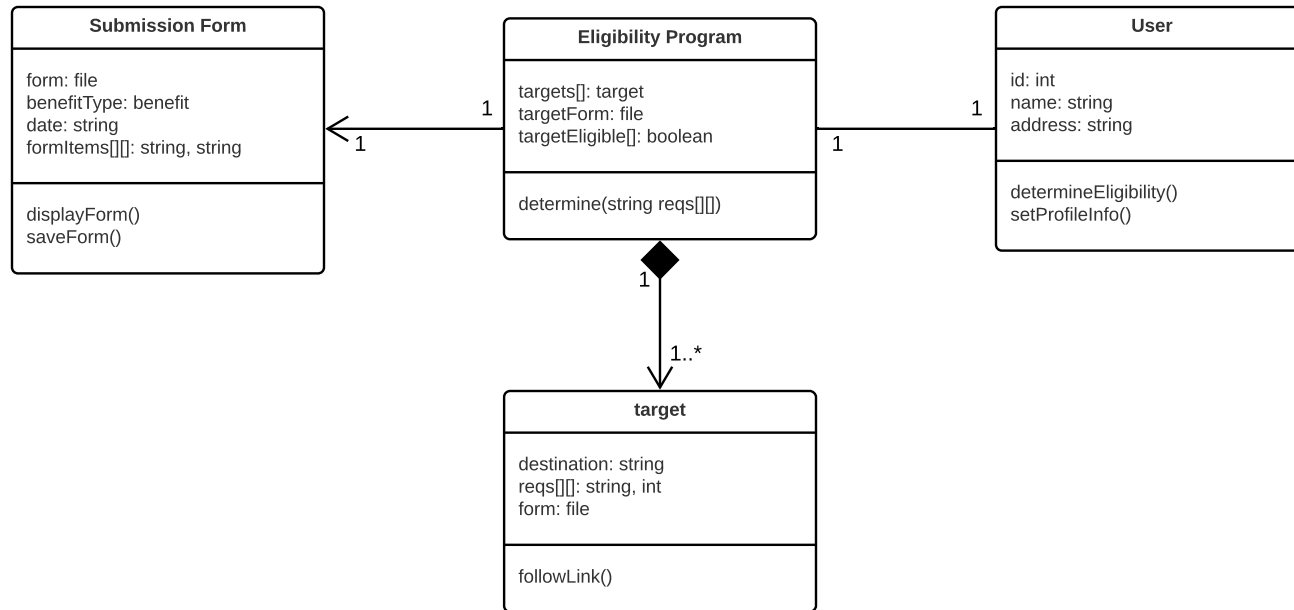 Submission Form
form: file
benefitType: benefit
date: string
formItems[][]: string, string
displayForm()
saveForm()
1
1
Eligibility Program
targets[]: target
targetForm: file
targetEligible[]: boolean
determine(string reqs[][])
1
1
User
id: int
name: string
address: string
determineEligibility()
setProfileInfo()
1
1..*
target
destination: string
reqs[][]: string, int
form: file
followLink()